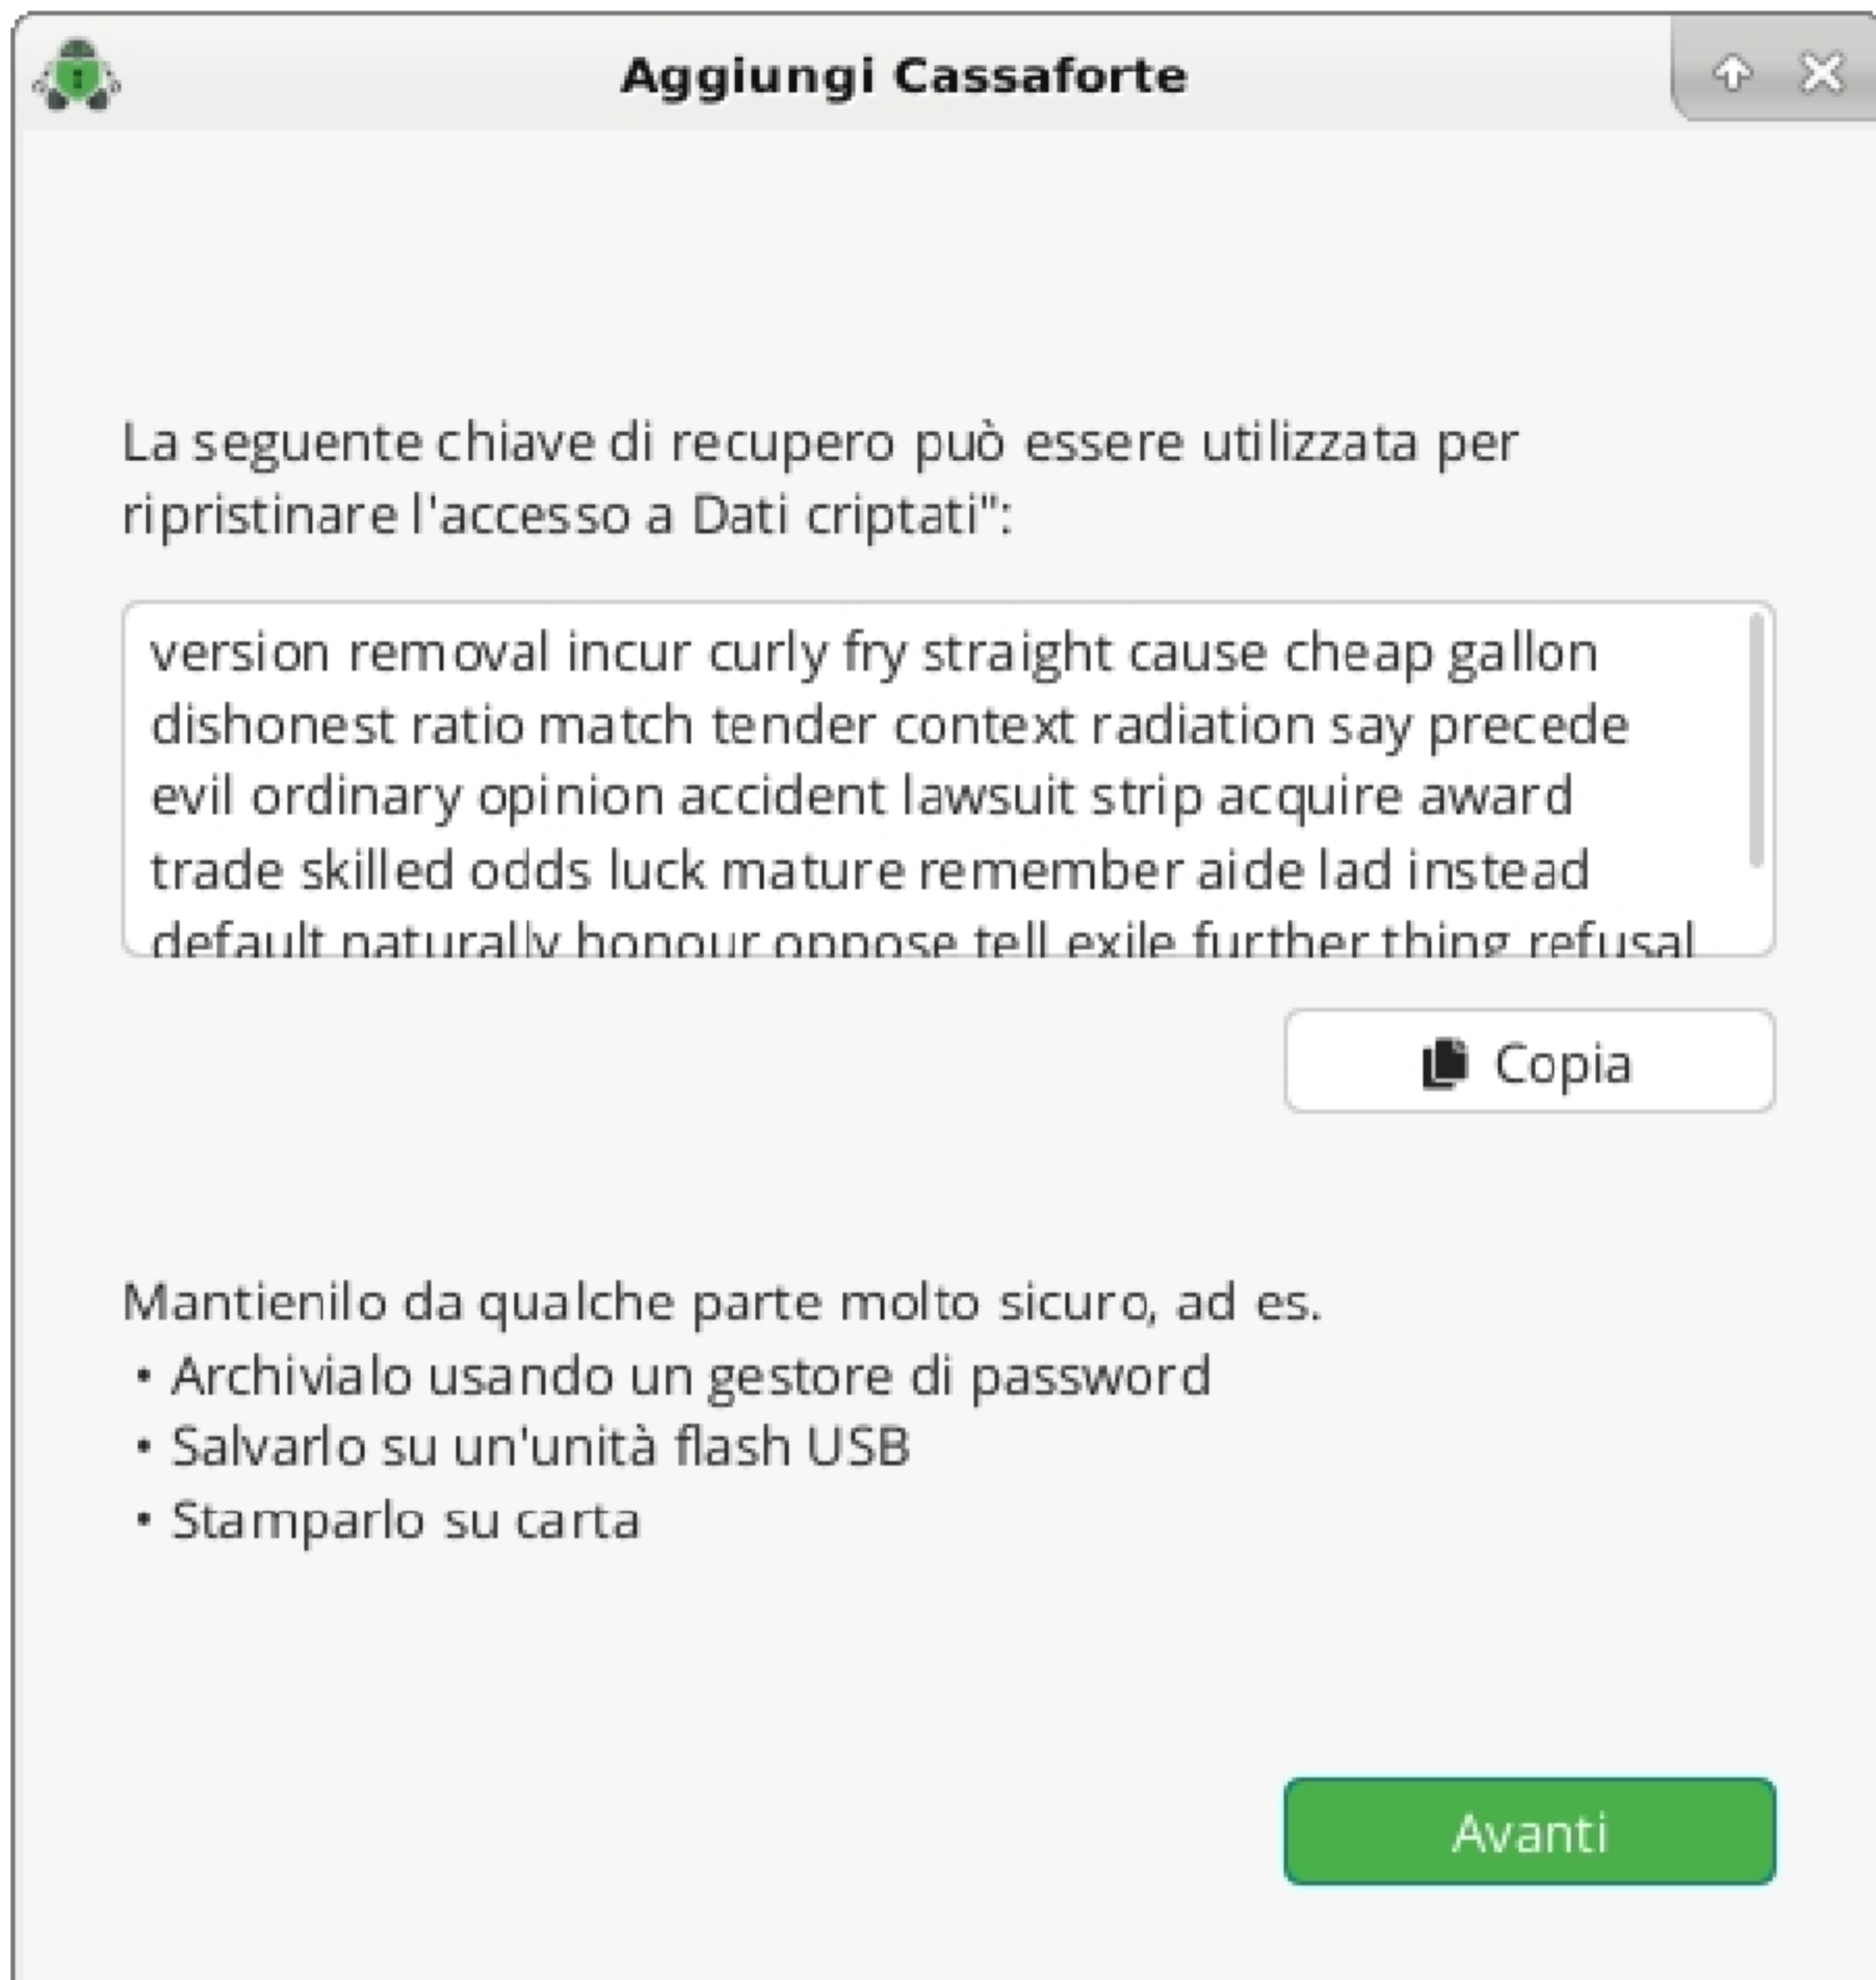 Aggiungi Cassaforte
La seguente chiave di recupero può essere utilizzata per
ripristinare l'accesso a Dati criptati":
version removal incur curly fry straight cause cheap gallon
dishonest ratio match tender context radiation say precede
evil ordinary opinion accident lawsuit strip acquire award
trade skilled odds luck mature remember aide lad instead
default naturally honour oppose tell exile further thing refusal
Copia
Mantienilo da qualche parte molto sicuro, ad es.
• Archivialo usando un gestore di password
• Salvarlo su un'unità flash USB
• Stamparlo su carta
Avanti